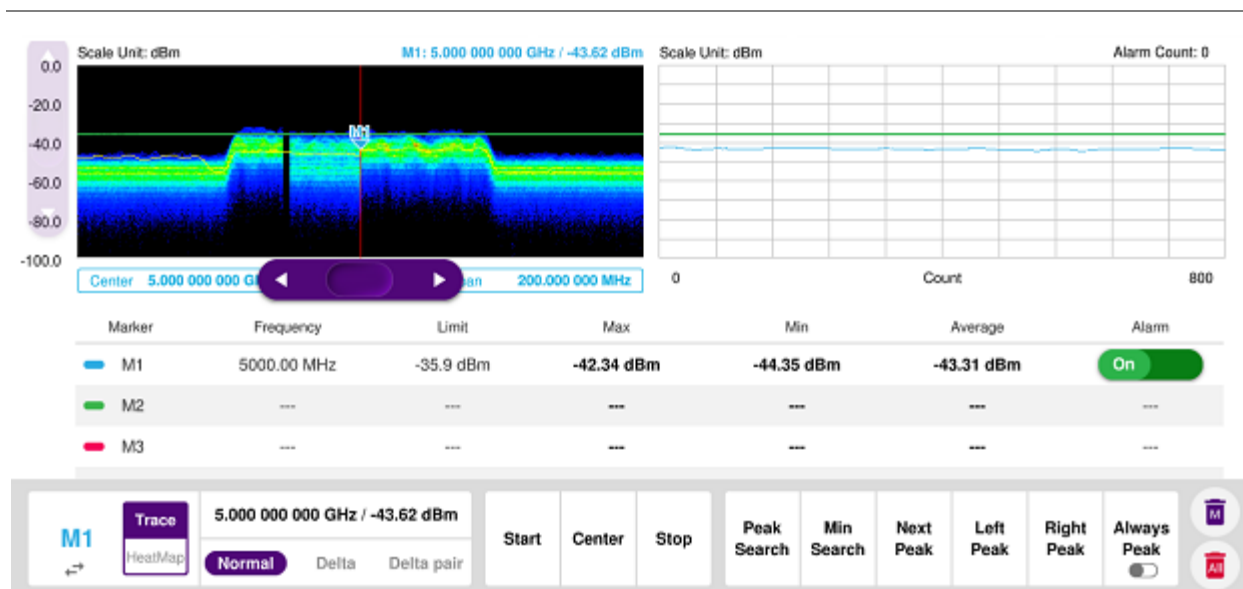 Scale Unit: dBm M1: 5.000 000 000 GHz / -43.62 dBm Scale Unit: dBm Alarm Count: 0
0.0
-20.0
-40.0
-60.0
-80.0
-100.0
M1
Center 5.000 000 000 G an 200.000 000 MHz 0 Count 800
Marker Frequency Limit Max Min Average Alarm
M1 5000.00 MHz -35.9 dBm -42.34 dBm -44.35 dBm -43.31 dBm On
M2 --- --- --- --- --- ---
M3 --- --- --- --- --- ---
M1 Trace HeatMap
5.000 000 000 GHz / -43.62 dBm
Normal Delta Delta pair
Start Center Stop
Peak Search Min Search Next Peak Left Peak Right Peak Always Peak
M
All